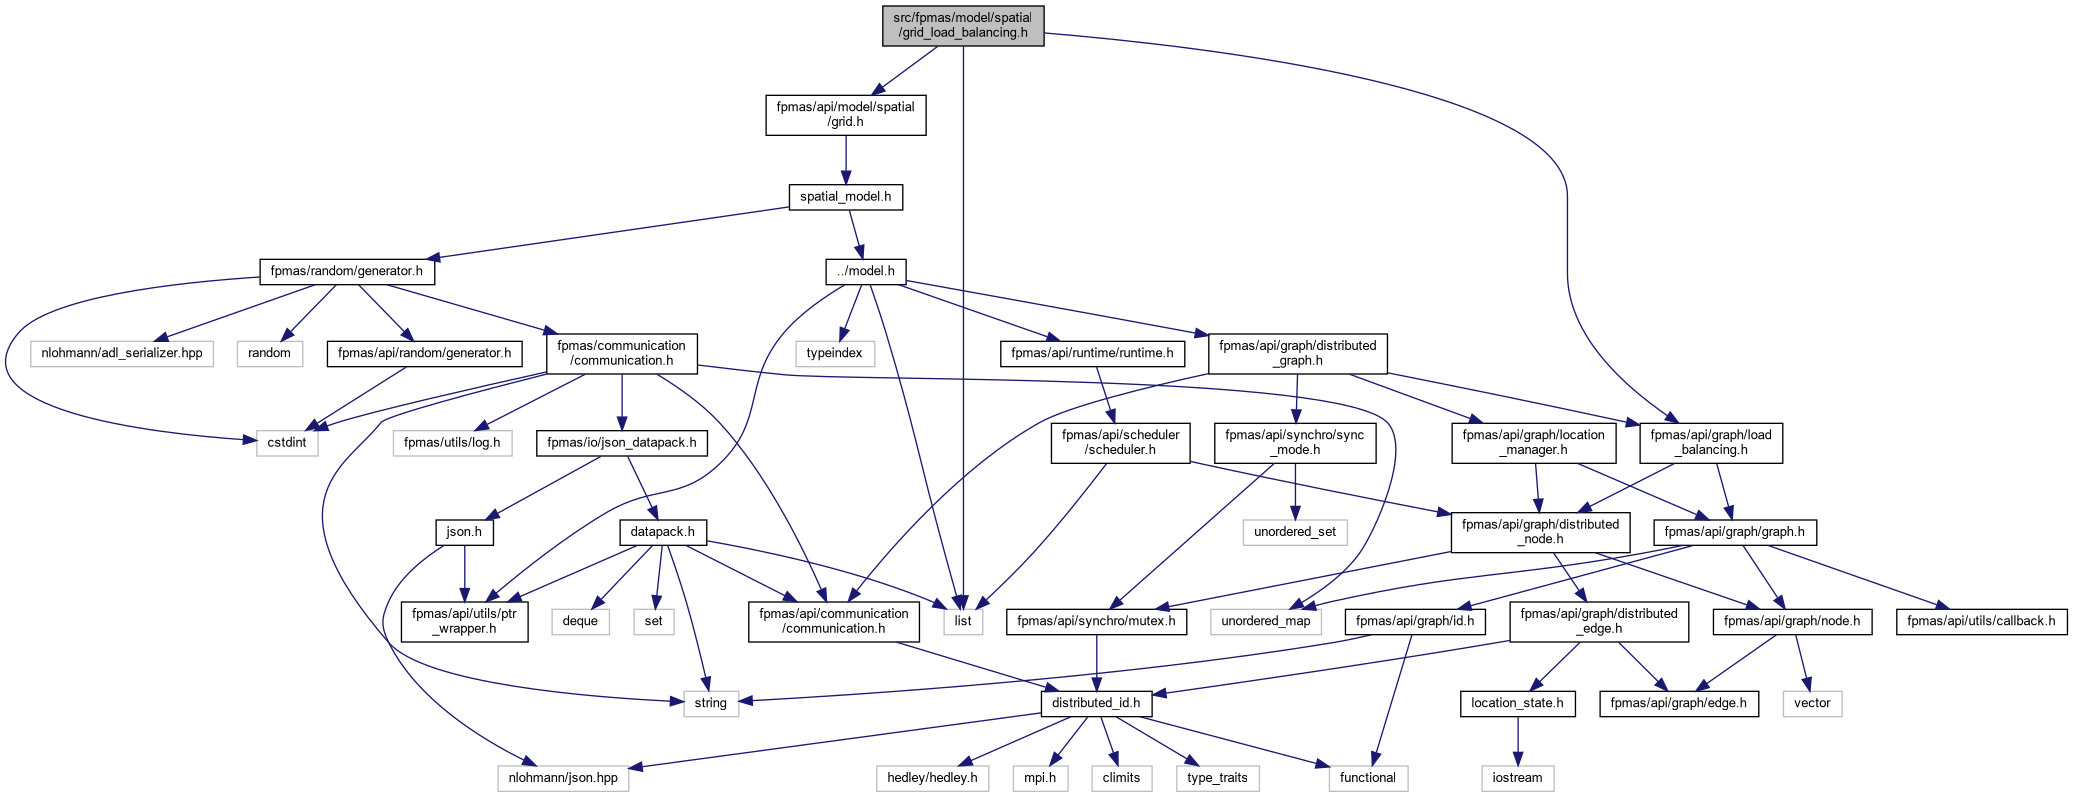 src/fpmas/model/spatial
/grid_load_balancing.h
fpmas/api/model/spatial
/grid.h
spatial_model.h
fpmas/random/generator.h
../model.h
nlohmann/adl_serializer.hpp
random
fpmas/api/random/generator.h
fpmas/communication
/communication.h
typeindex
fpmas/api/runtime/runtime.h
fpmas/api/graph/distributed
_graph.h
cstdint
fpmas/utils/log.h
fpmas/io/json_datapack.h
fpmas/api/scheduler
/scheduler.h
fpmas/api/synchro/sync
_mode.h
fpmas/api/graph/location
_manager.h
fpmas/api/graph/load
_balancing.h
json.h
datapack.h
unordered_set
fpmas/api/graph/distributed
_node.h
fpmas/api/graph/graph.h
fpmas/api/utils/ptr
_wrapper.h
deque
set
fpmas/api/communication
/communication.h
list
fpmas/api/synchro/mutex.h
unordered_map
fpmas/api/graph/id.h
fpmas/api/graph/distributed
_edge.h
fpmas/api/graph/node.h
fpmas/api/utils/callback.h
string
distributed_id.h
location_state.h
fpmas/api/graph/edge.h
vector
nlohmann/json.hpp
hedley/hedley.h
mpi.h
climits
type_traits
functional
iostream